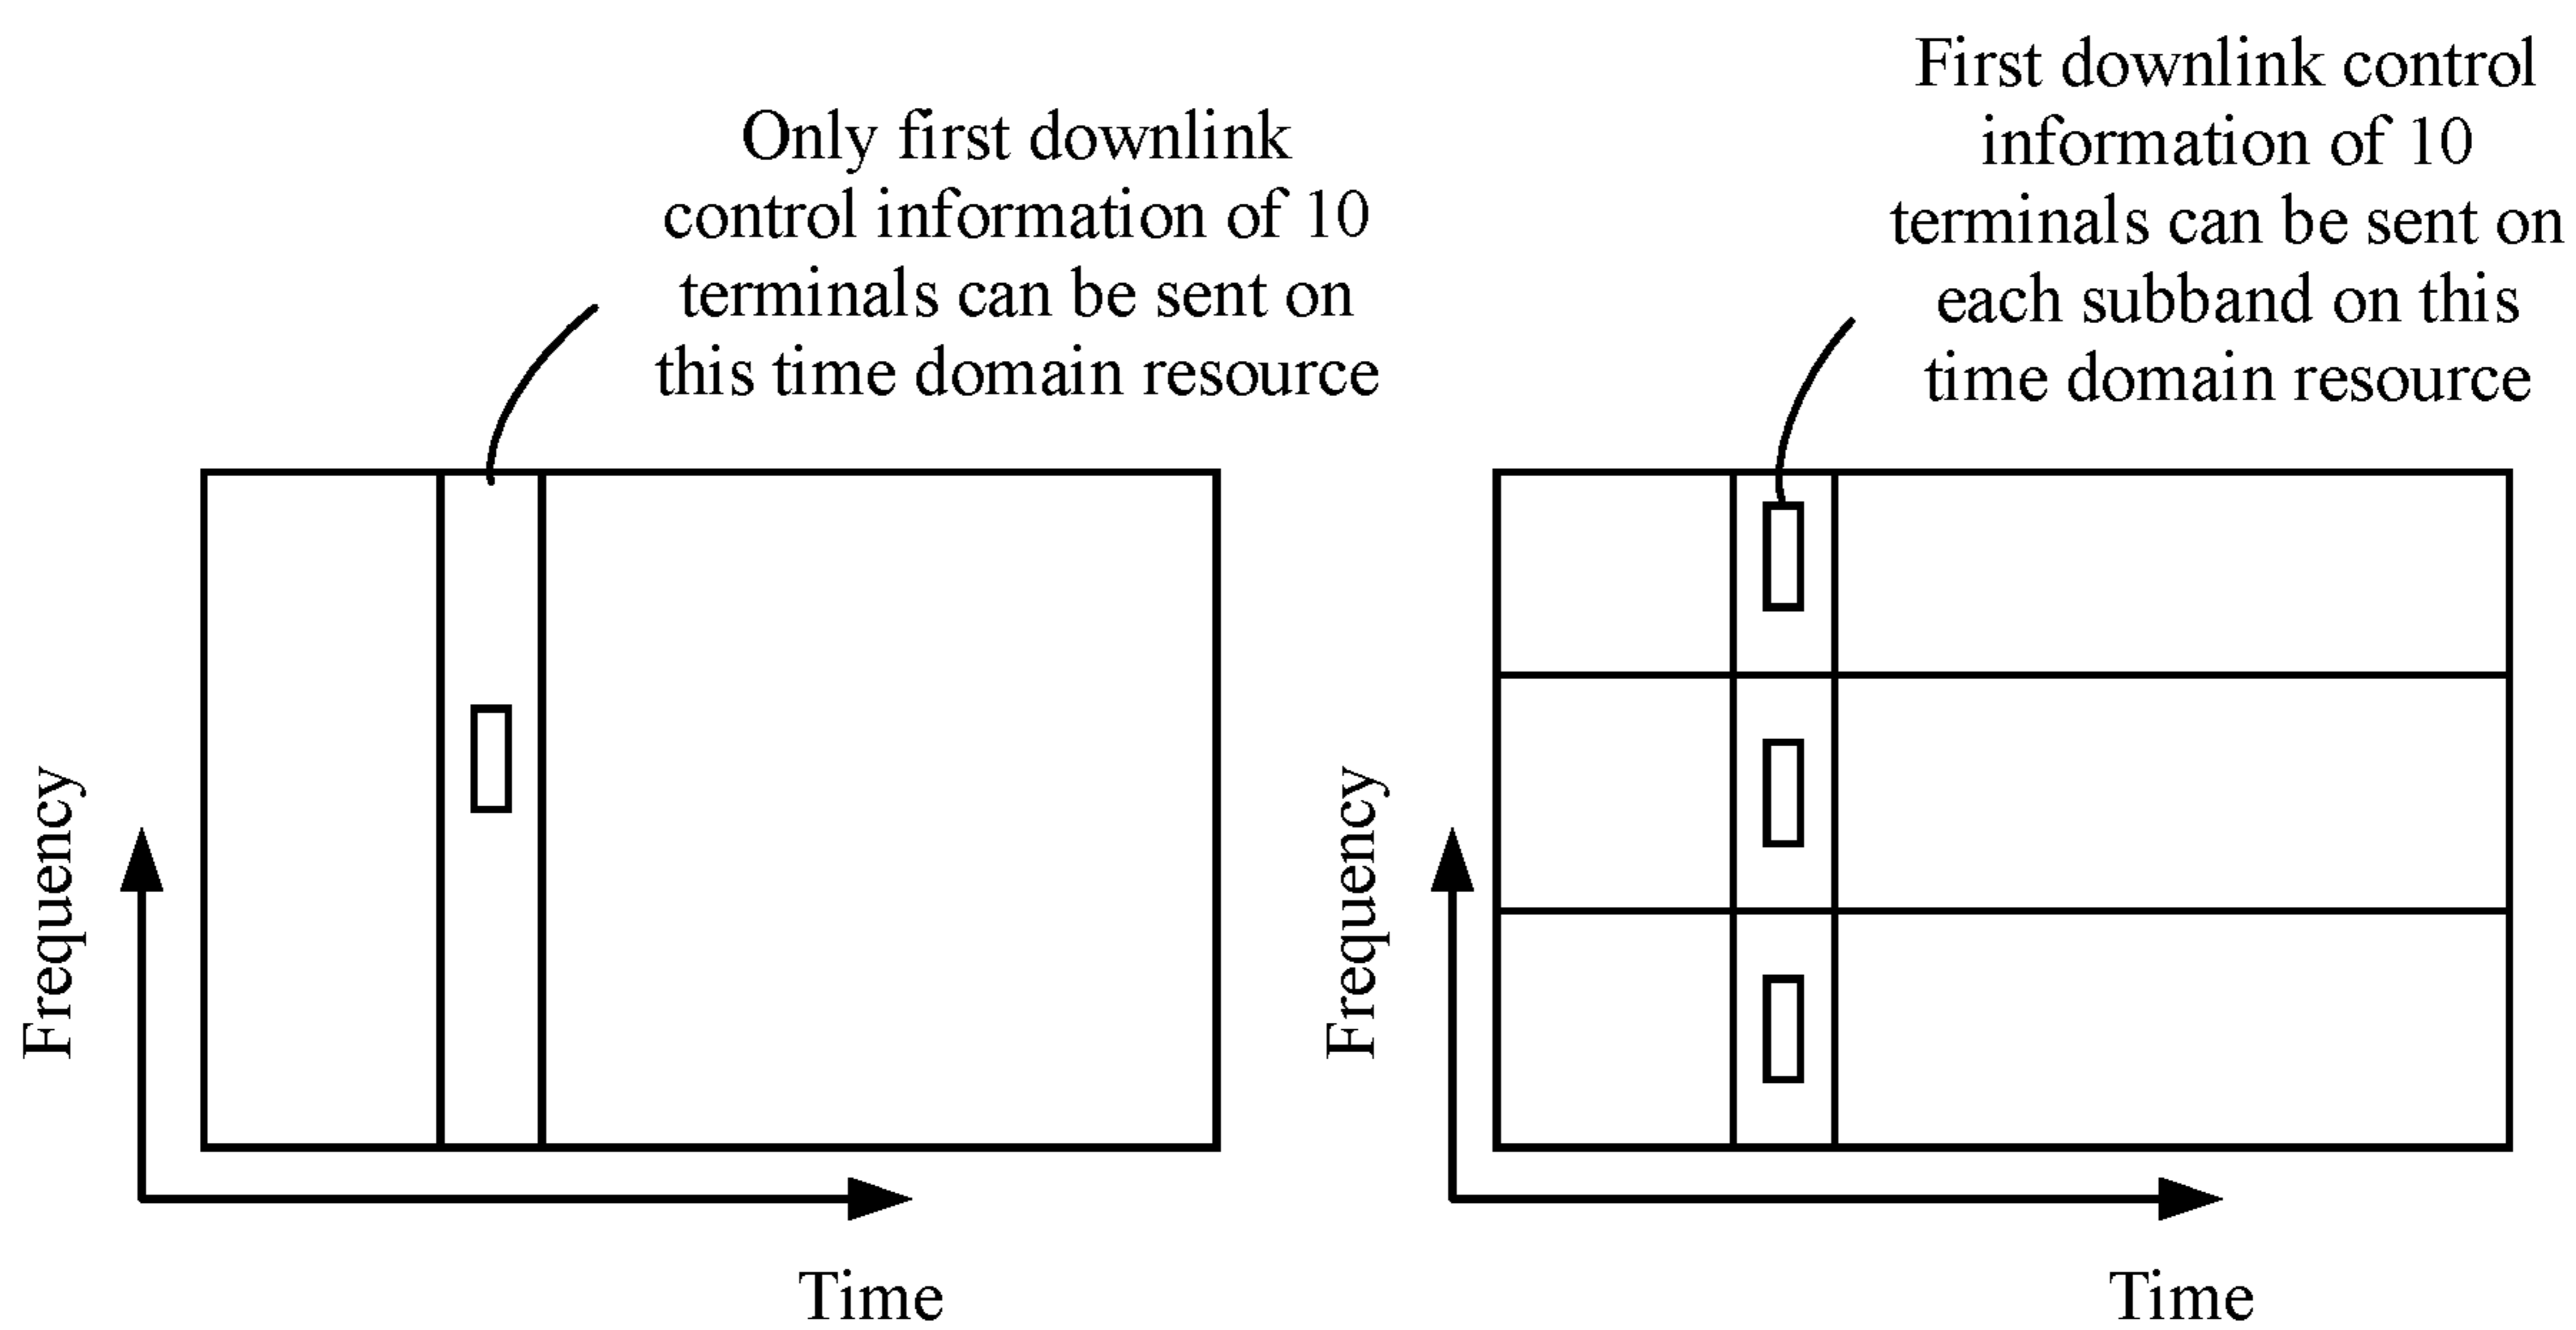 Only first downlink
control information of 10
terminals can be sent on
this time domain resource
Frequency
Time
First downlink control
information of 10
terminals can be sent on
each subband on this
time domain resource
Frequency
Time